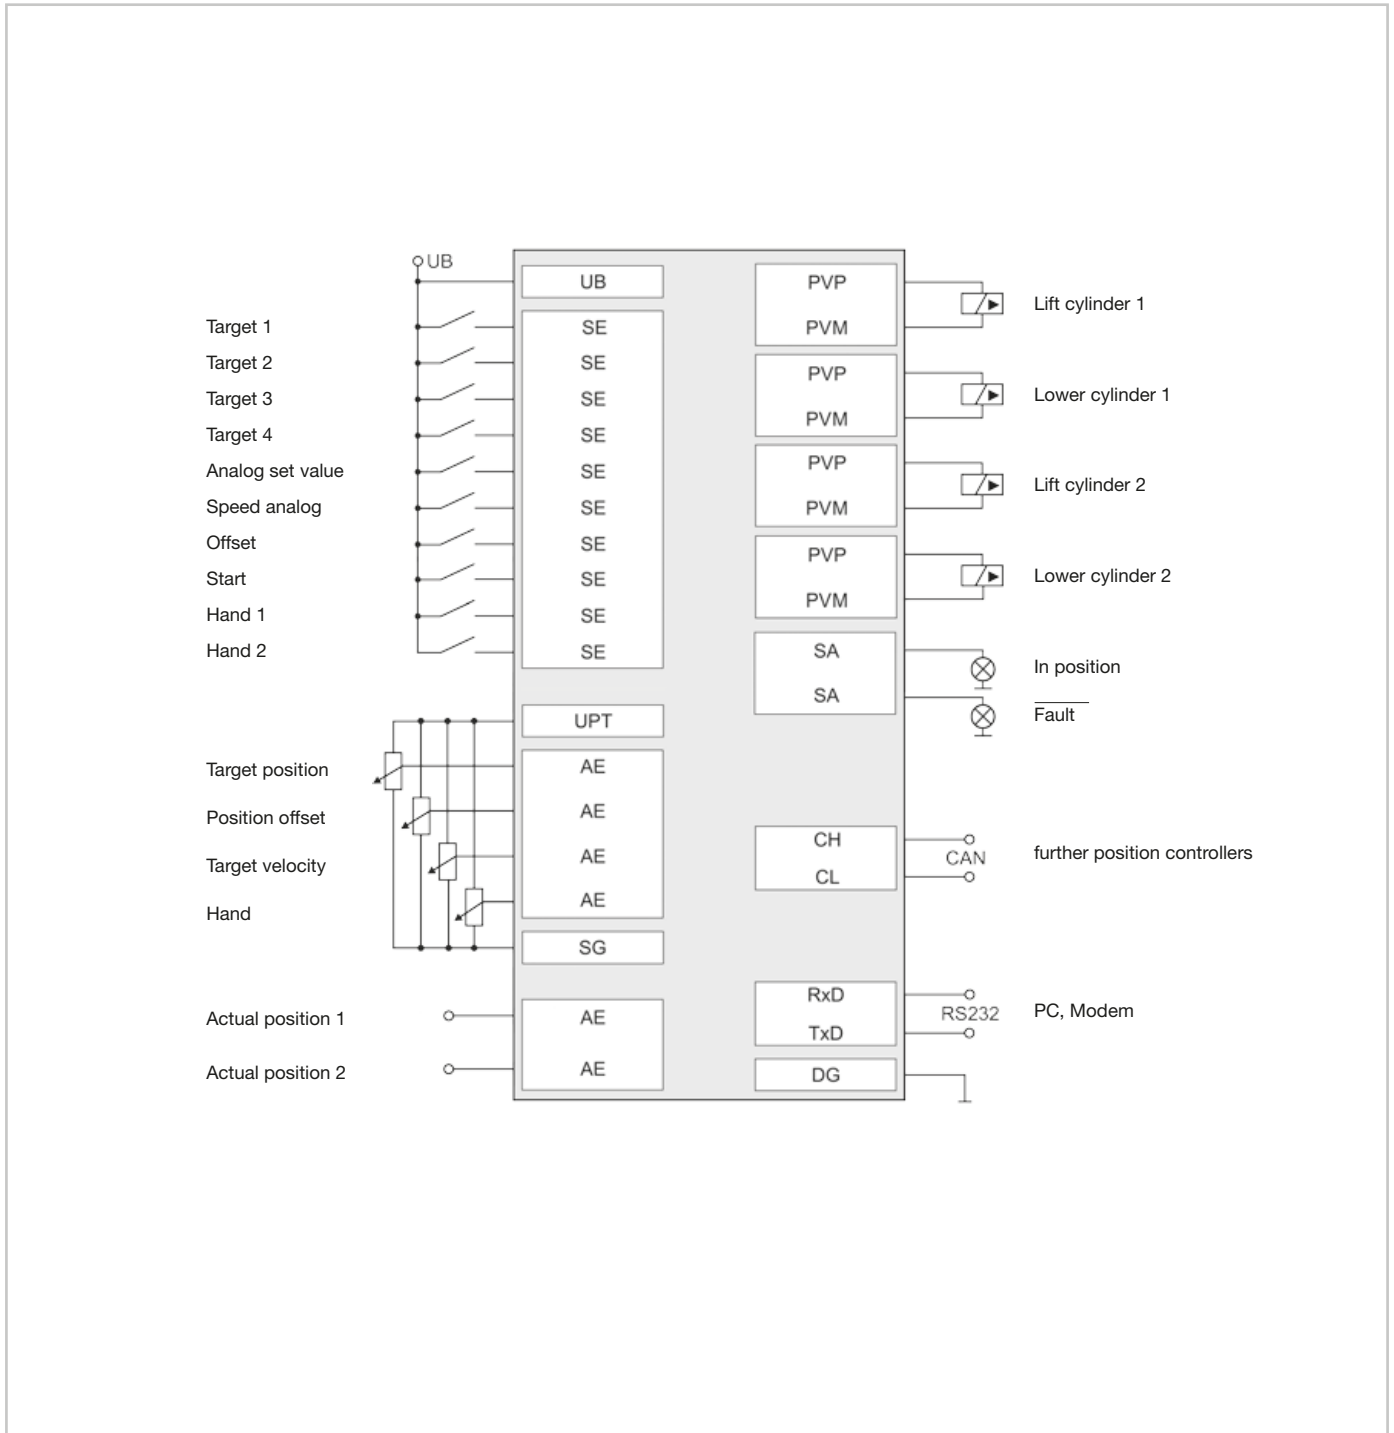 UB
UB
PVP
Lift cylinder 1
Target 1
SE
PVM
Target 2
SE
PVP
Target 3
SE
Lower cylinder 1
PVM
Target 4
SE
Analog set value
SE
PVP
Lift cylinder 2
Speed analog
SE
PVM
Offset
SE
PVP
Start
SE
Lower cylinder 2
PVM
Hand 1
SE
Hand 2
SE
SA
In position
SA
Fault
UPT
Target position
AE
Position offset
AE
CH
Target velocity
AE
CAN
further position controllers
CL
Hand
AE
SG
RxD
Actual position 1
AE
RS232
PC, Modem
TxD
Actual position 2
AE
DG